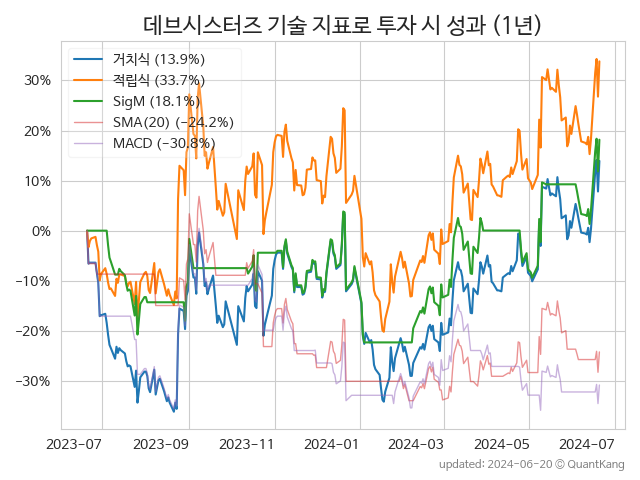 데브시스터즈 기술 지표로 투자 시 성과 (1년)
거치식 (13.9%)
적립식 (33.7%)
SigM (18.1%)
SMA(20) (−24.2%)
MACD (−30.8%)
30%
20%
10%
0%
−10%
−20%
−30%
2023−07 2023−09 2023−11 2024−01 2024−03 2024−05 2024−07
updated: 2024−06−20 ⓒ QuantKang